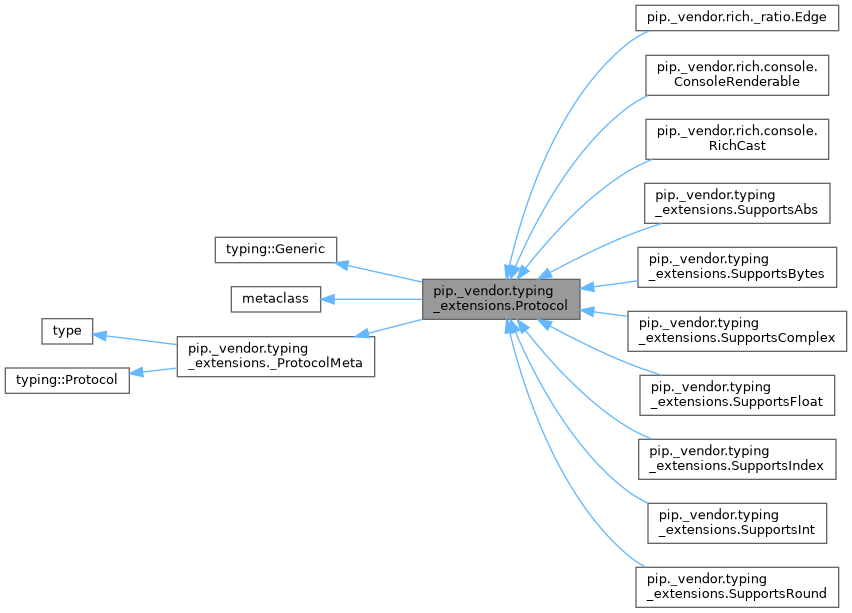 pip._vendor.rich._ratio.Edge
pip._vendor.rich.console.
ConsoleRenderable
pip._vendor.rich.console.
RichCast
pip._vendor.typing
_extensions.SupportsAbs
typing::Generic
pip._vendor.typing
_extensions.SupportsBytes
metaclass
pip._vendor.typing
_extensions.Protocol
type
pip._vendor.typing
_extensions._ProtocolMeta
typing::Protocol
pip._vendor.typing
_extensions.SupportsComplex
pip._vendor.typing
_extensions.SupportsFloat
pip._vendor.typing
_extensions.SupportsIndex
pip._vendor.typing
_extensions.SupportsInt
pip._vendor.typing
_extensions.SupportsRound